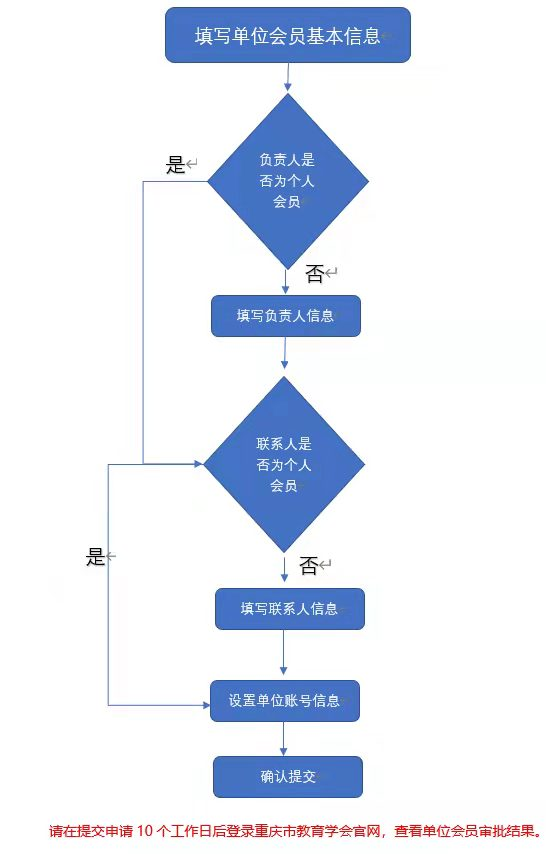 填写单位会员基本信息
负责人是
否为个人
会员
是
否
填写负责人信息
联系人是
否为个人
会员
是
否
填写联系人信息
设置单位账号信息
确认提交
请在提交申请 10 个工作日后登录重庆市教育学会官网，查看单位会员审批结果。